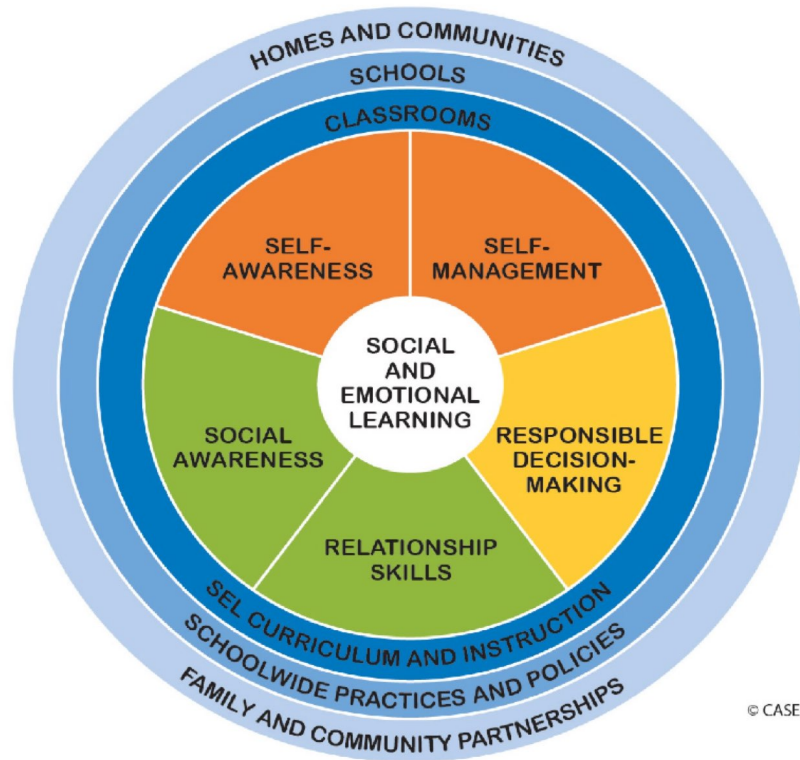 HOMES AND COMMUNITIES
SCHOOLS
CLASSROOMS
SELF-
AWARENESS
SELF-
MANAGEMENT
SOCIAL
AND
EMOTIONAL
LEARNING
SOCIAL
AWARENESS
RESPONSIBLE
DECISION-
MAKING
RELATIONSHIP
SKILLS
SEL CURRICULUM AND INSTRUCTION
SCHOOLWIDE PRACTICES AND POLICIES
FAMILY AND COMMUNITY PARTNERSHIPS
© CASE